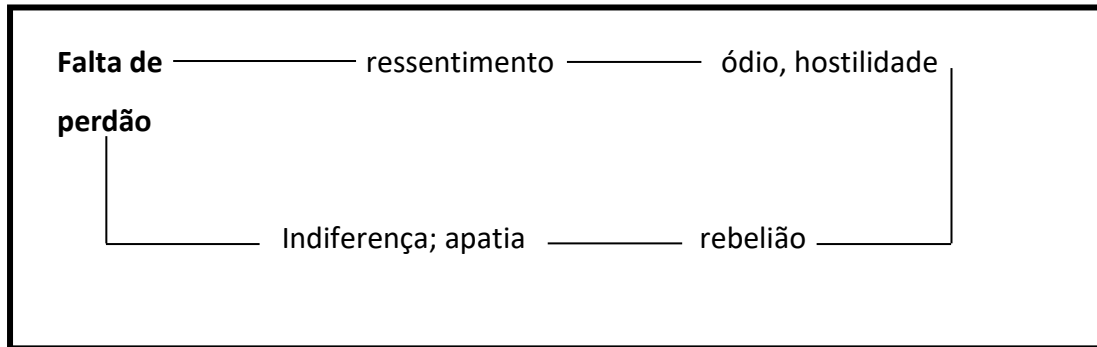 Falta de ressentimento ódio, hostilidade
perdão
Indiferença; apatia rebelião